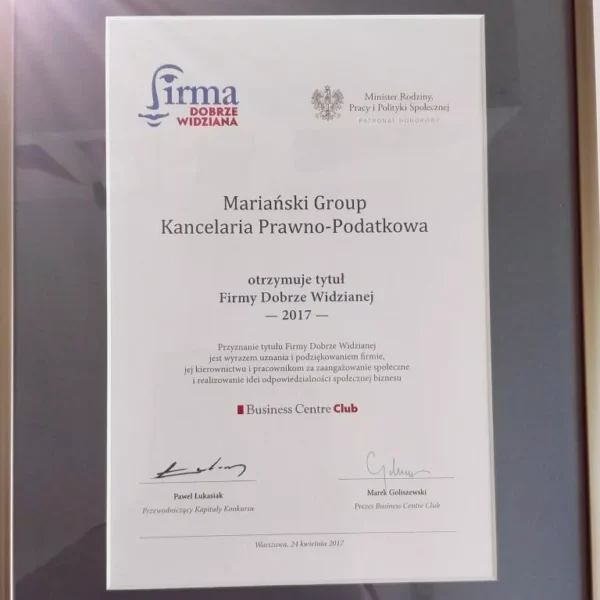 Firma
DOBRZE
WIDZIANA
Minister Rodziny,
Pracy i Polityki Społecznej
PATRONAT HONOROWY
Mariański Group
Kancelaria Prawno-Podatkowa
otrzymuje tytuł
Firmy Dobrze Widzianej
— 2017 —
Przyznanie tytułu Firmy Dobrze Widzianej
jest wyrazem uznania i podziękowaniem firmie,
jej kierownictwu i pracownikom za zaangażowanie społeczne
i realizowanie idei odpowiedzialności społecznej biznesu
Business Centre Club
Paweł Łukasiak
Przewodniczący Kapituły Konkursu
Marek Goliszewski
Prezes Business Centre Club
Warszawa, 24 kwietnia 2017